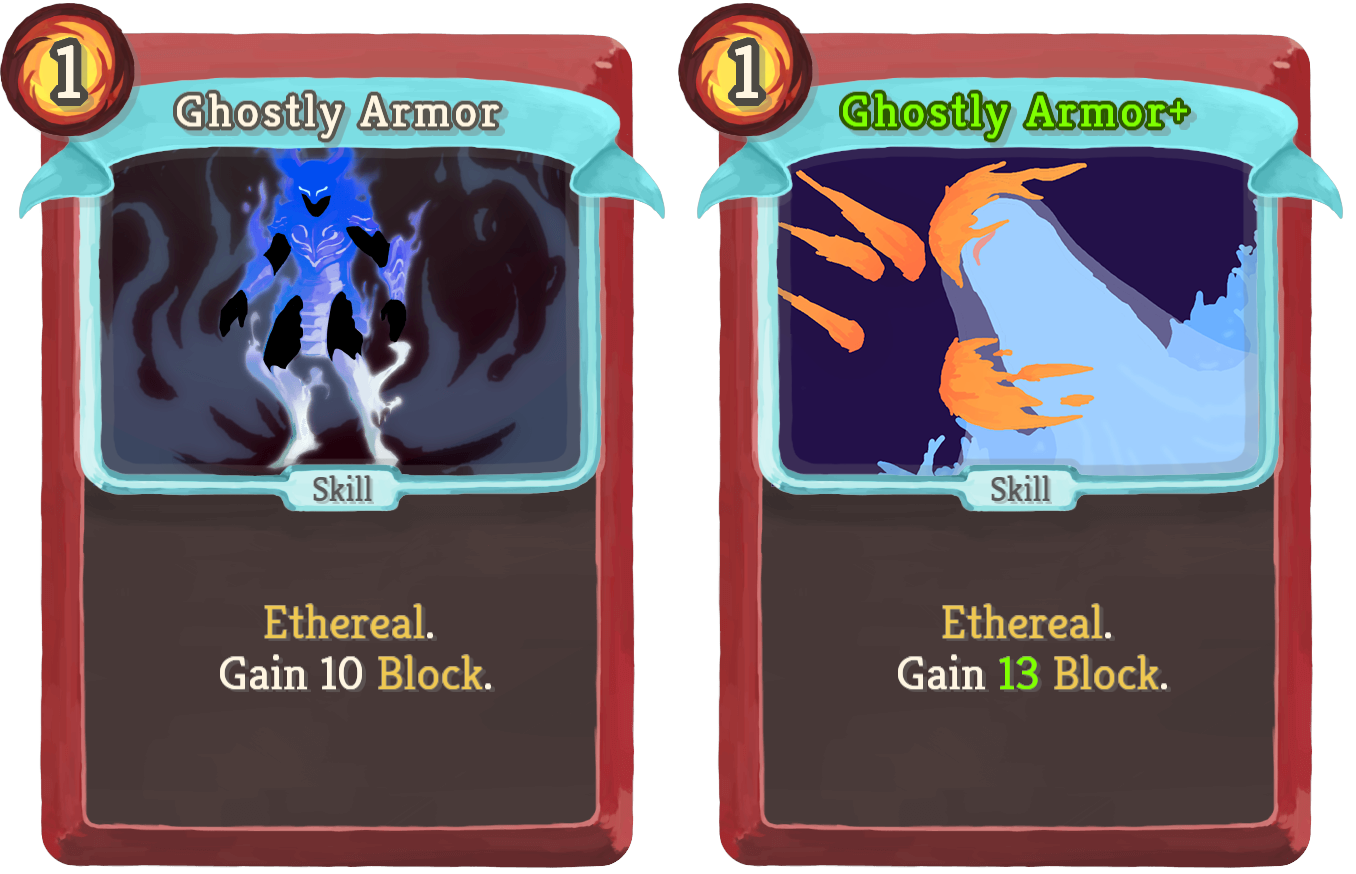 1
Ghostly Armor
Skill
Ethereal.
Gain 10 Block.
1
Ghostly Armor+
Skill
Ethereal.
Gain 13 Block.